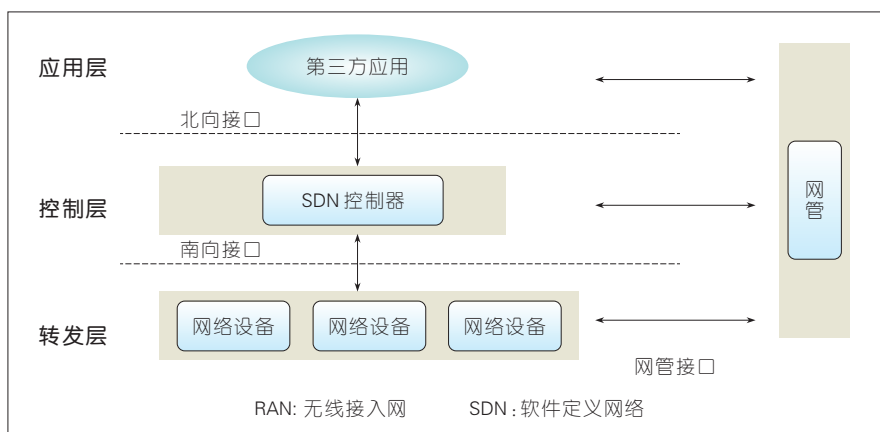 应用层
第三方应用
北向接口
控制层
SDN 控制器
网管
南向接口
转发层
网络设备
网络设备
网络设备
网管接口
RAN: 无线接入网 SDN：软件定义网络